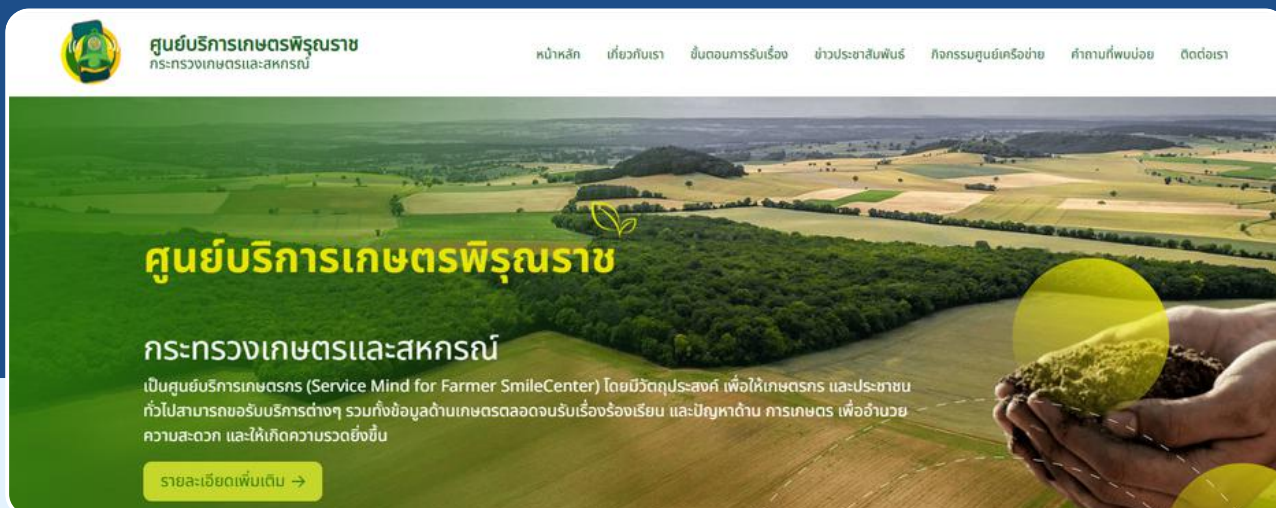 ศูนย์บริการเกษตรพิรุณราช
กระทรวงเกษตรและสหกรณ์
หน้าหลัก เกี่ยวกับเรา ขั้นตอนการรับเรื่อง ข่าวประชาสัมพันธ์ กิจกรรมศูนย์เครือข่าย คำถามที่พบบ่อย ติดต่อเรา
ศูนย์บริการเกษตรพิรุณราช
กระทรวงเกษตรและสหกรณ์
เป็นศูนย์บริการเกษตรกร (Service Mind for Farmer SmileCenter) โดยมีวัตถุประสงค์ เพื่อให้เกษตรกร และประชาชน
ทั่วไปสามารถขอรับบริการต่างๆ รวมทั้งข้อมูลด้านเกษตรตลอดจนรับเรื่องร้องเรียน และปัญหาด้าน การเกษตร เพื่ออำนวย
ความสะดวก และให้เกิดความรวดยิ่งขึ้น
รายละเอียดเพิ่มเติม →